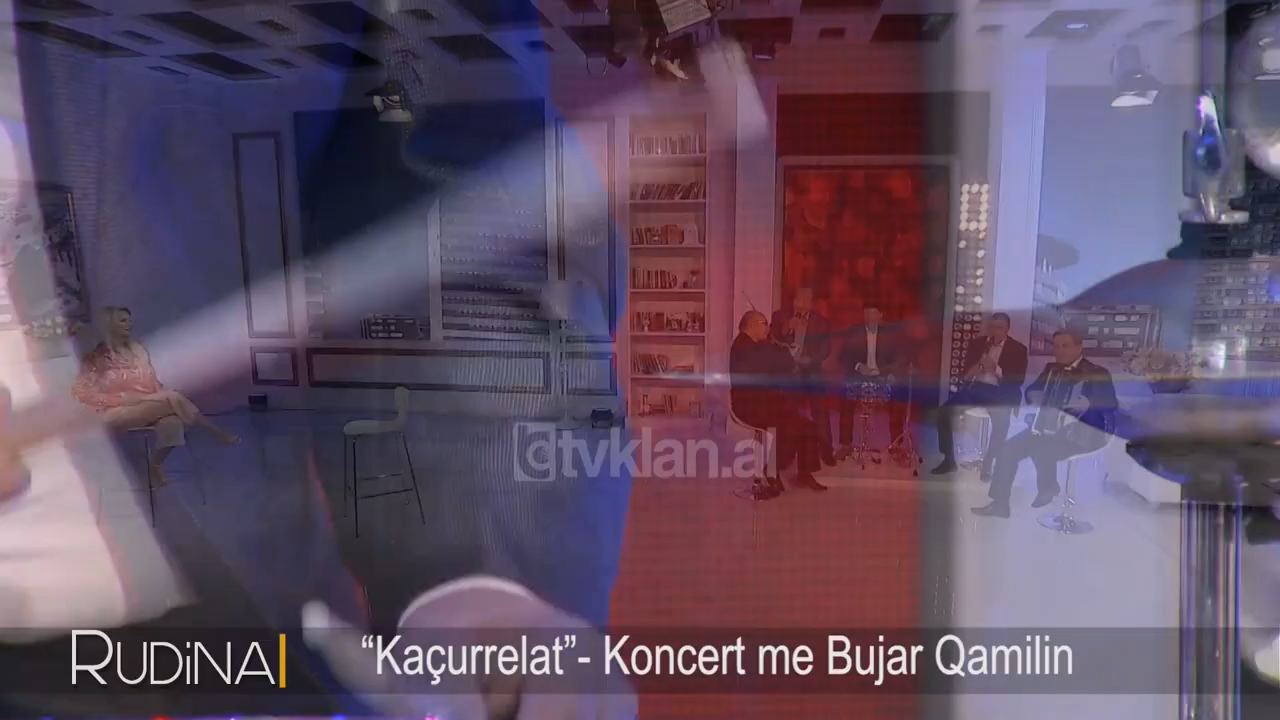 tvklan.al
RUDiNA
“Kaçurrelat”- Koncert me Bujar Qamilin